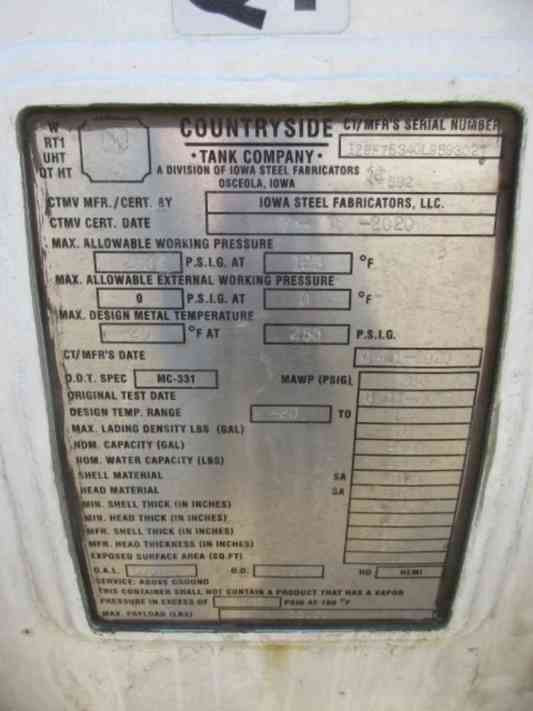 W
RT1
UHT
QT HT
COUNTRYSIDE
· TANK COMPANY ·
A DIVISION OF IOWA STEEL FABRICATORS
OSCEOLA, IOWA
CT/MFR'S SERIAL NUMBER
CTMV MFR./CERT. BY IOWA STEEL FABRICATORS, LLC.
CTMV CERT. DATE -2020
MAX. ALLOWABLE WORKING PRESSURE
P.S.I.G. AT °F
MAX. ALLOWABLE EXTERNAL WORKING PRESSURE
0 P.S.I.G. AT 0 °F
MAX. DESIGN METAL TEMPERATURE
-20 °F AT P.S.I.G.
CT/MFR'S DATE
D.O.T. SPEC MC-331 MAWP (PSIG)
ORIGINAL TEST DATE
DESIGN TEMP. RANGE -20 TO
MAX. LADING DENSITY LBS (GAL)
NOM. CAPACITY (GAL)
NOM. WATER CAPACITY (LBS)
SHELL MATERIAL SA
HEAD MATERIAL SA
MIN. SHELL THICK (IN INCHES)
MIN. HEAD THICK (IN INCHES)
MFR. SHELL THICK (IN INCHES)
MFR. HEAD THICKNESS (IN INCHES)
EXPOSED SURFACE AREA (SQ.FT)
O.A.L. O.D. HD HEMI
SERVICE: ABOVE GROUND
THIS CONTAINER SHALL NOT CONTAIN A PRODUCT THAT HAS A VAPOR
PRESSURE IN EXCESS OF PSIG AT 100 °F
MAX. PAYLOAD (LBS)